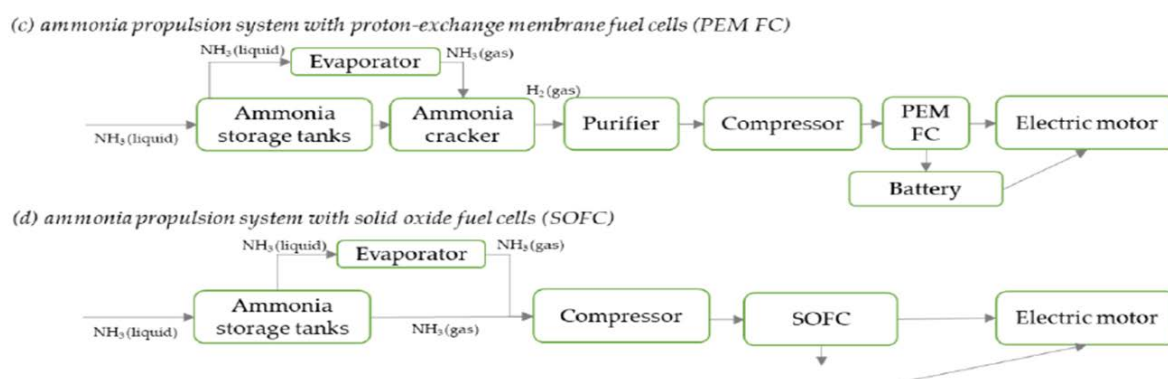 (c) ammonia propulsion system with proton-exchange membrane fuel cells (PEM FC)
NH₃(liquid)
Evaporator
NH₃(gas)
NH₃(liquid)
Ammonia
storage tanks
Ammonia
cracker
H₂(gas)
Purifier
Compressor
PEM
FC
Electric motor
Battery
(d) ammonia propulsion system with solid oxide fuel cells (SOFC)
NH₃(liquid)
Evaporator
NH₃(gas)
NH₃(liquid)
Ammonia
storage tanks
NH₃(gas)
Compressor
SOFC
Electric motor